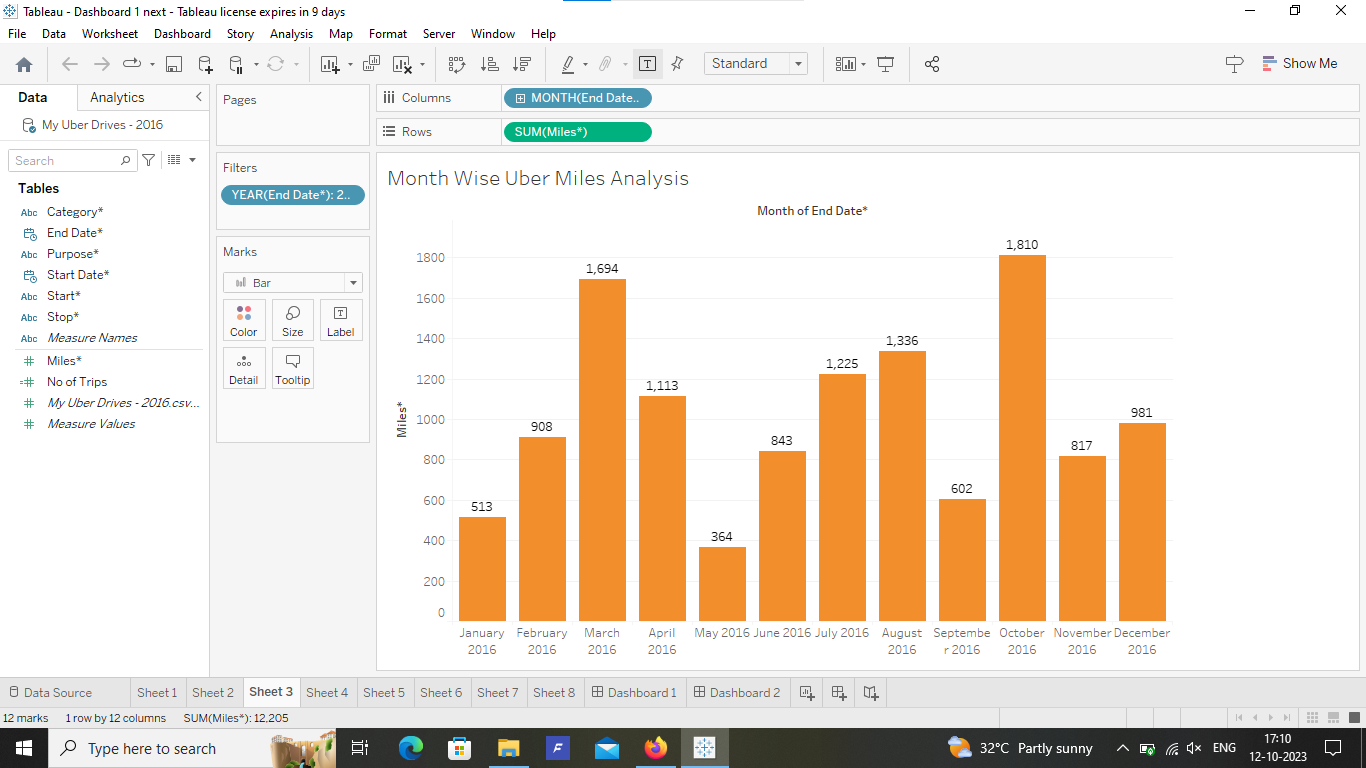 Tableau - Dashboard 1 next - Tableau license expires in 9 days
File Data Worksheet Dashboard Story Analysis Map Format Server Window Help
Standard
Show Me
Data Analytics
My Uber Drives - 2016
Search
Tables
Abc Category*
End Date*
Abc Purpose*
Start Date*
Abc Start*
Abc Stop*
Abc Measure Names
# Miles*
=# No of Trips
# My Uber Drives - 2016.csv...
# Measure Values
Pages
Filters
YEAR(End Date*): 2..
Marks
Bar
Color Size Label
Detail Tooltip
Columns MONTH(End Date..
Rows SUM(Miles*)
Month Wise Uber Miles Analysis
Month of End Date*
Miles*
1800
1600
1400
1200
1000
800
600
400
200
0
513
908
1,694
1,113
364
843
1,225
1,336
602
1,810
817
981
January
2016
February
2016
March
2016
April
2016
May 2016
June 2016
July 2016
August
2016
Septembe
r 2016
October
2016
November
2016
December
2016
Data Source Sheet 1 Sheet 2 Sheet 3 Sheet 4 Sheet 5 Sheet 6 Sheet 7 Sheet 8 Dashboard 1 Dashboard 2
12 marks 1 row by 12 columns SUM(Miles*): 12,205
Type here to search
F
32°C Partly sunny
ENG
17:10
12-10-2023